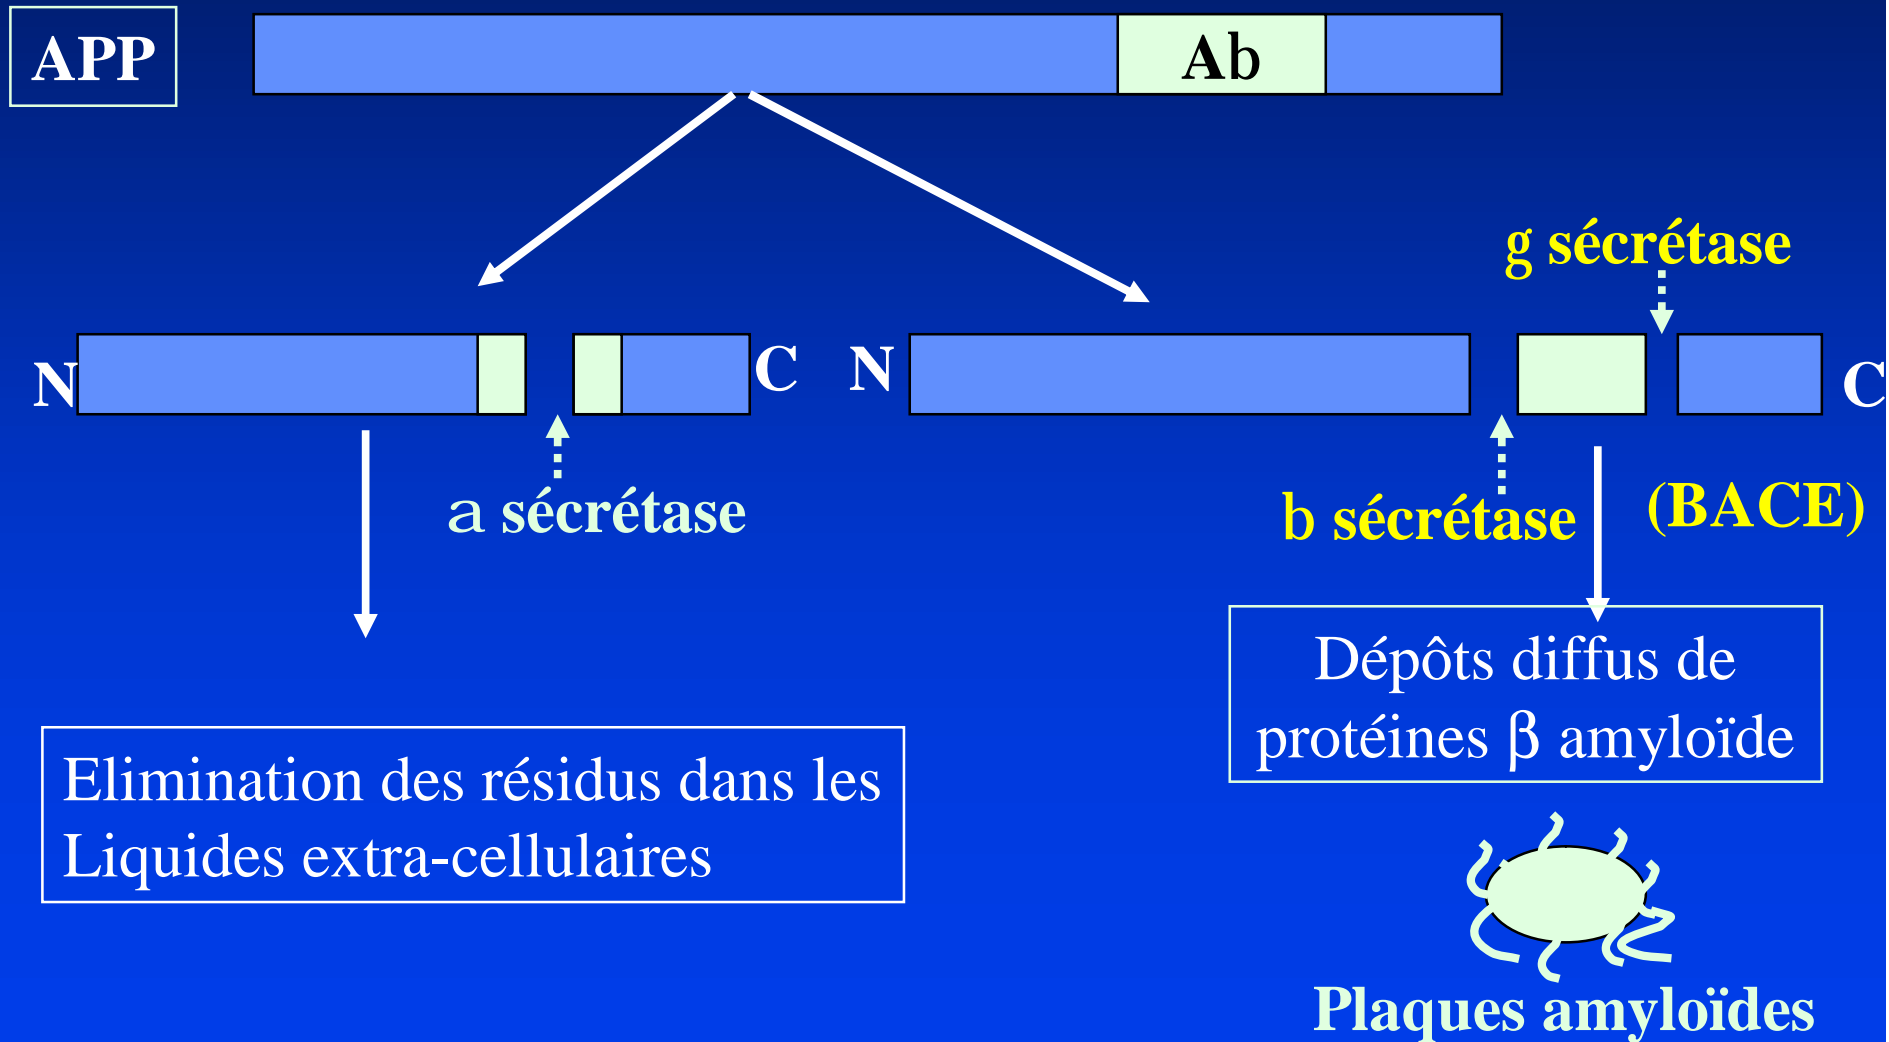 APP
Ab
g sécrétase
N
C
N
C
a sécrétase
b sécrétase
(BACE)
Dépôts diffus de
protéines β amyloïde
Elimination des résidus dans les
Liquides extra-cellulaires
Plaques amyloïdes